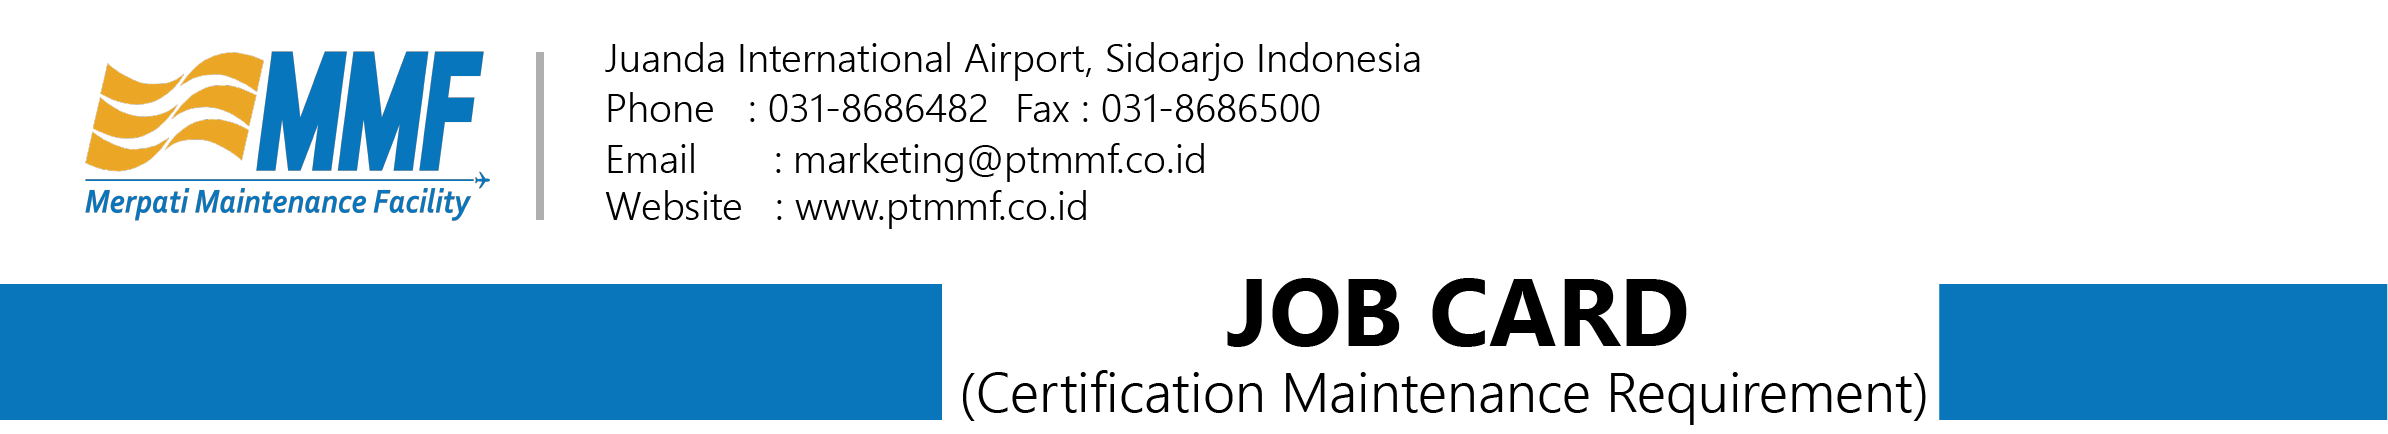 MMF
Merpati Maintenance Facility
Juanda International Airport, Sidoarjo Indonesia
Phone : 031-8686482 Fax : 031-8686500
Email : marketing@ptmmf.co.id
Website : www.ptmmf.co.id
JOB CARD
(Certification Maintenance Requirement)